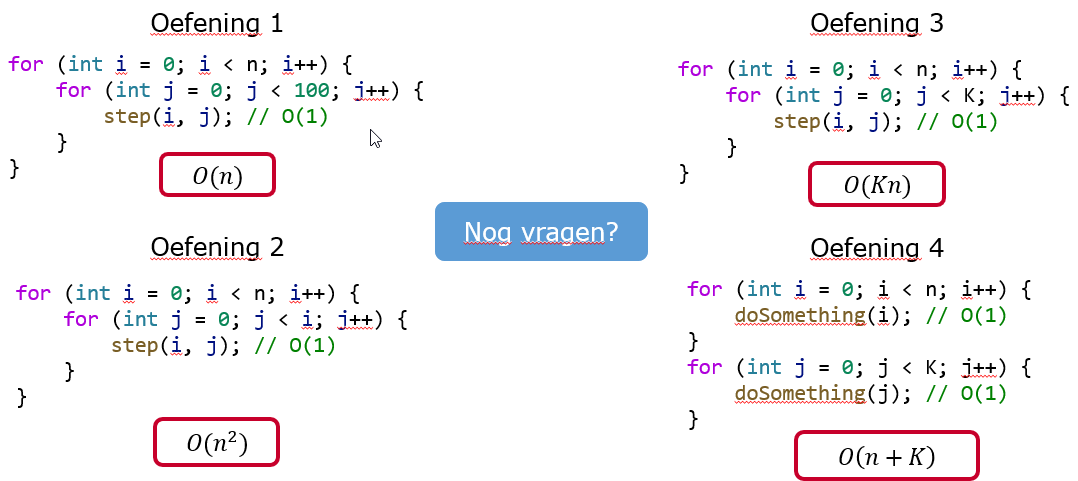 Oefening 1
for (int i = 0; i < n; i++) {
    for (int j = 0; j < 100; j++) {
        step(i, j); // O(1)
    }
}
O(n)
Oefening 2
for (int i = 0; i < n; i++) {
    for (int j = 0; j < i; j++) {
        step(i, j); // O(1)
    }
}
O(n²)
Nog vragen?
Oefening 3
for (int i = 0; i < n; i++) {
    for (int j = 0; j < K; j++) {
        step(i, j); // O(1)
    }
}
O(Kn)
Oefening 4
for (int i = 0; i < n; i++) {
    doSomething(i); // O(1)
}
for (int j = 0; j < K; j++) {
    doSomething(j); // O(1)
}
O(n + K)